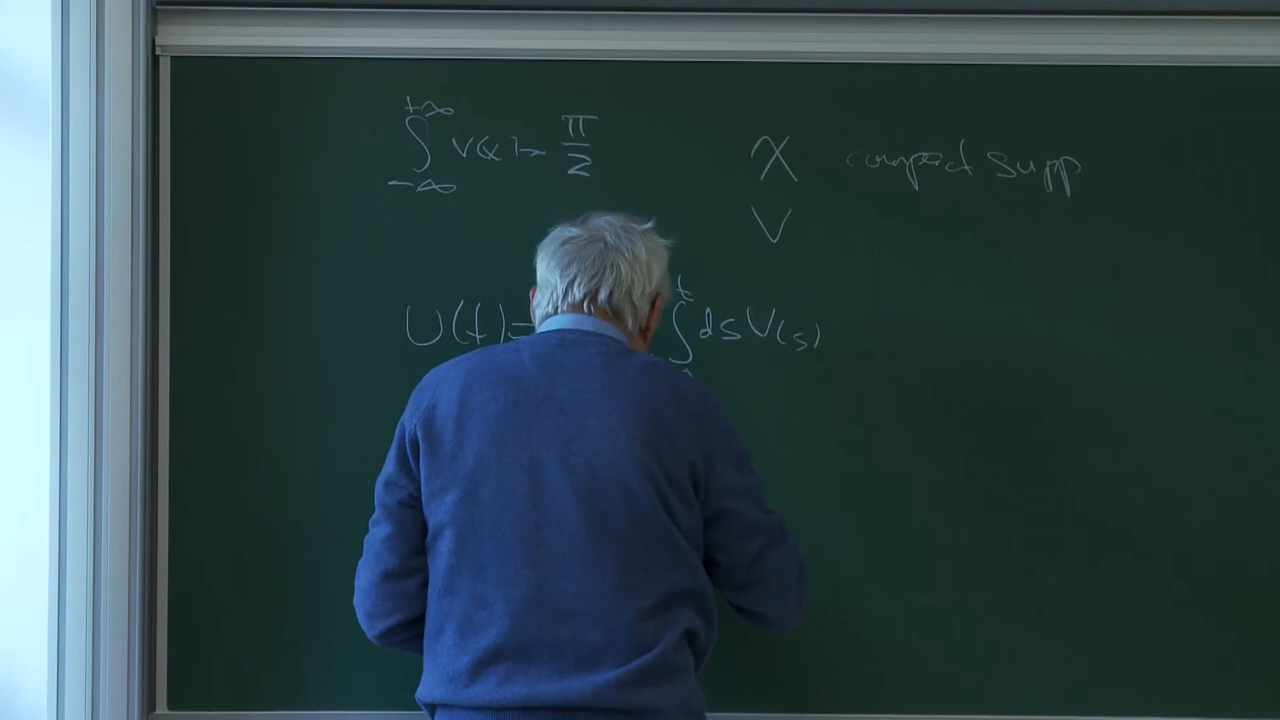 ∫_{-∞}^{+∞} V(x) = π/2    χ    compact supp
V
U(t) =    ∫^{t} ds V(s)